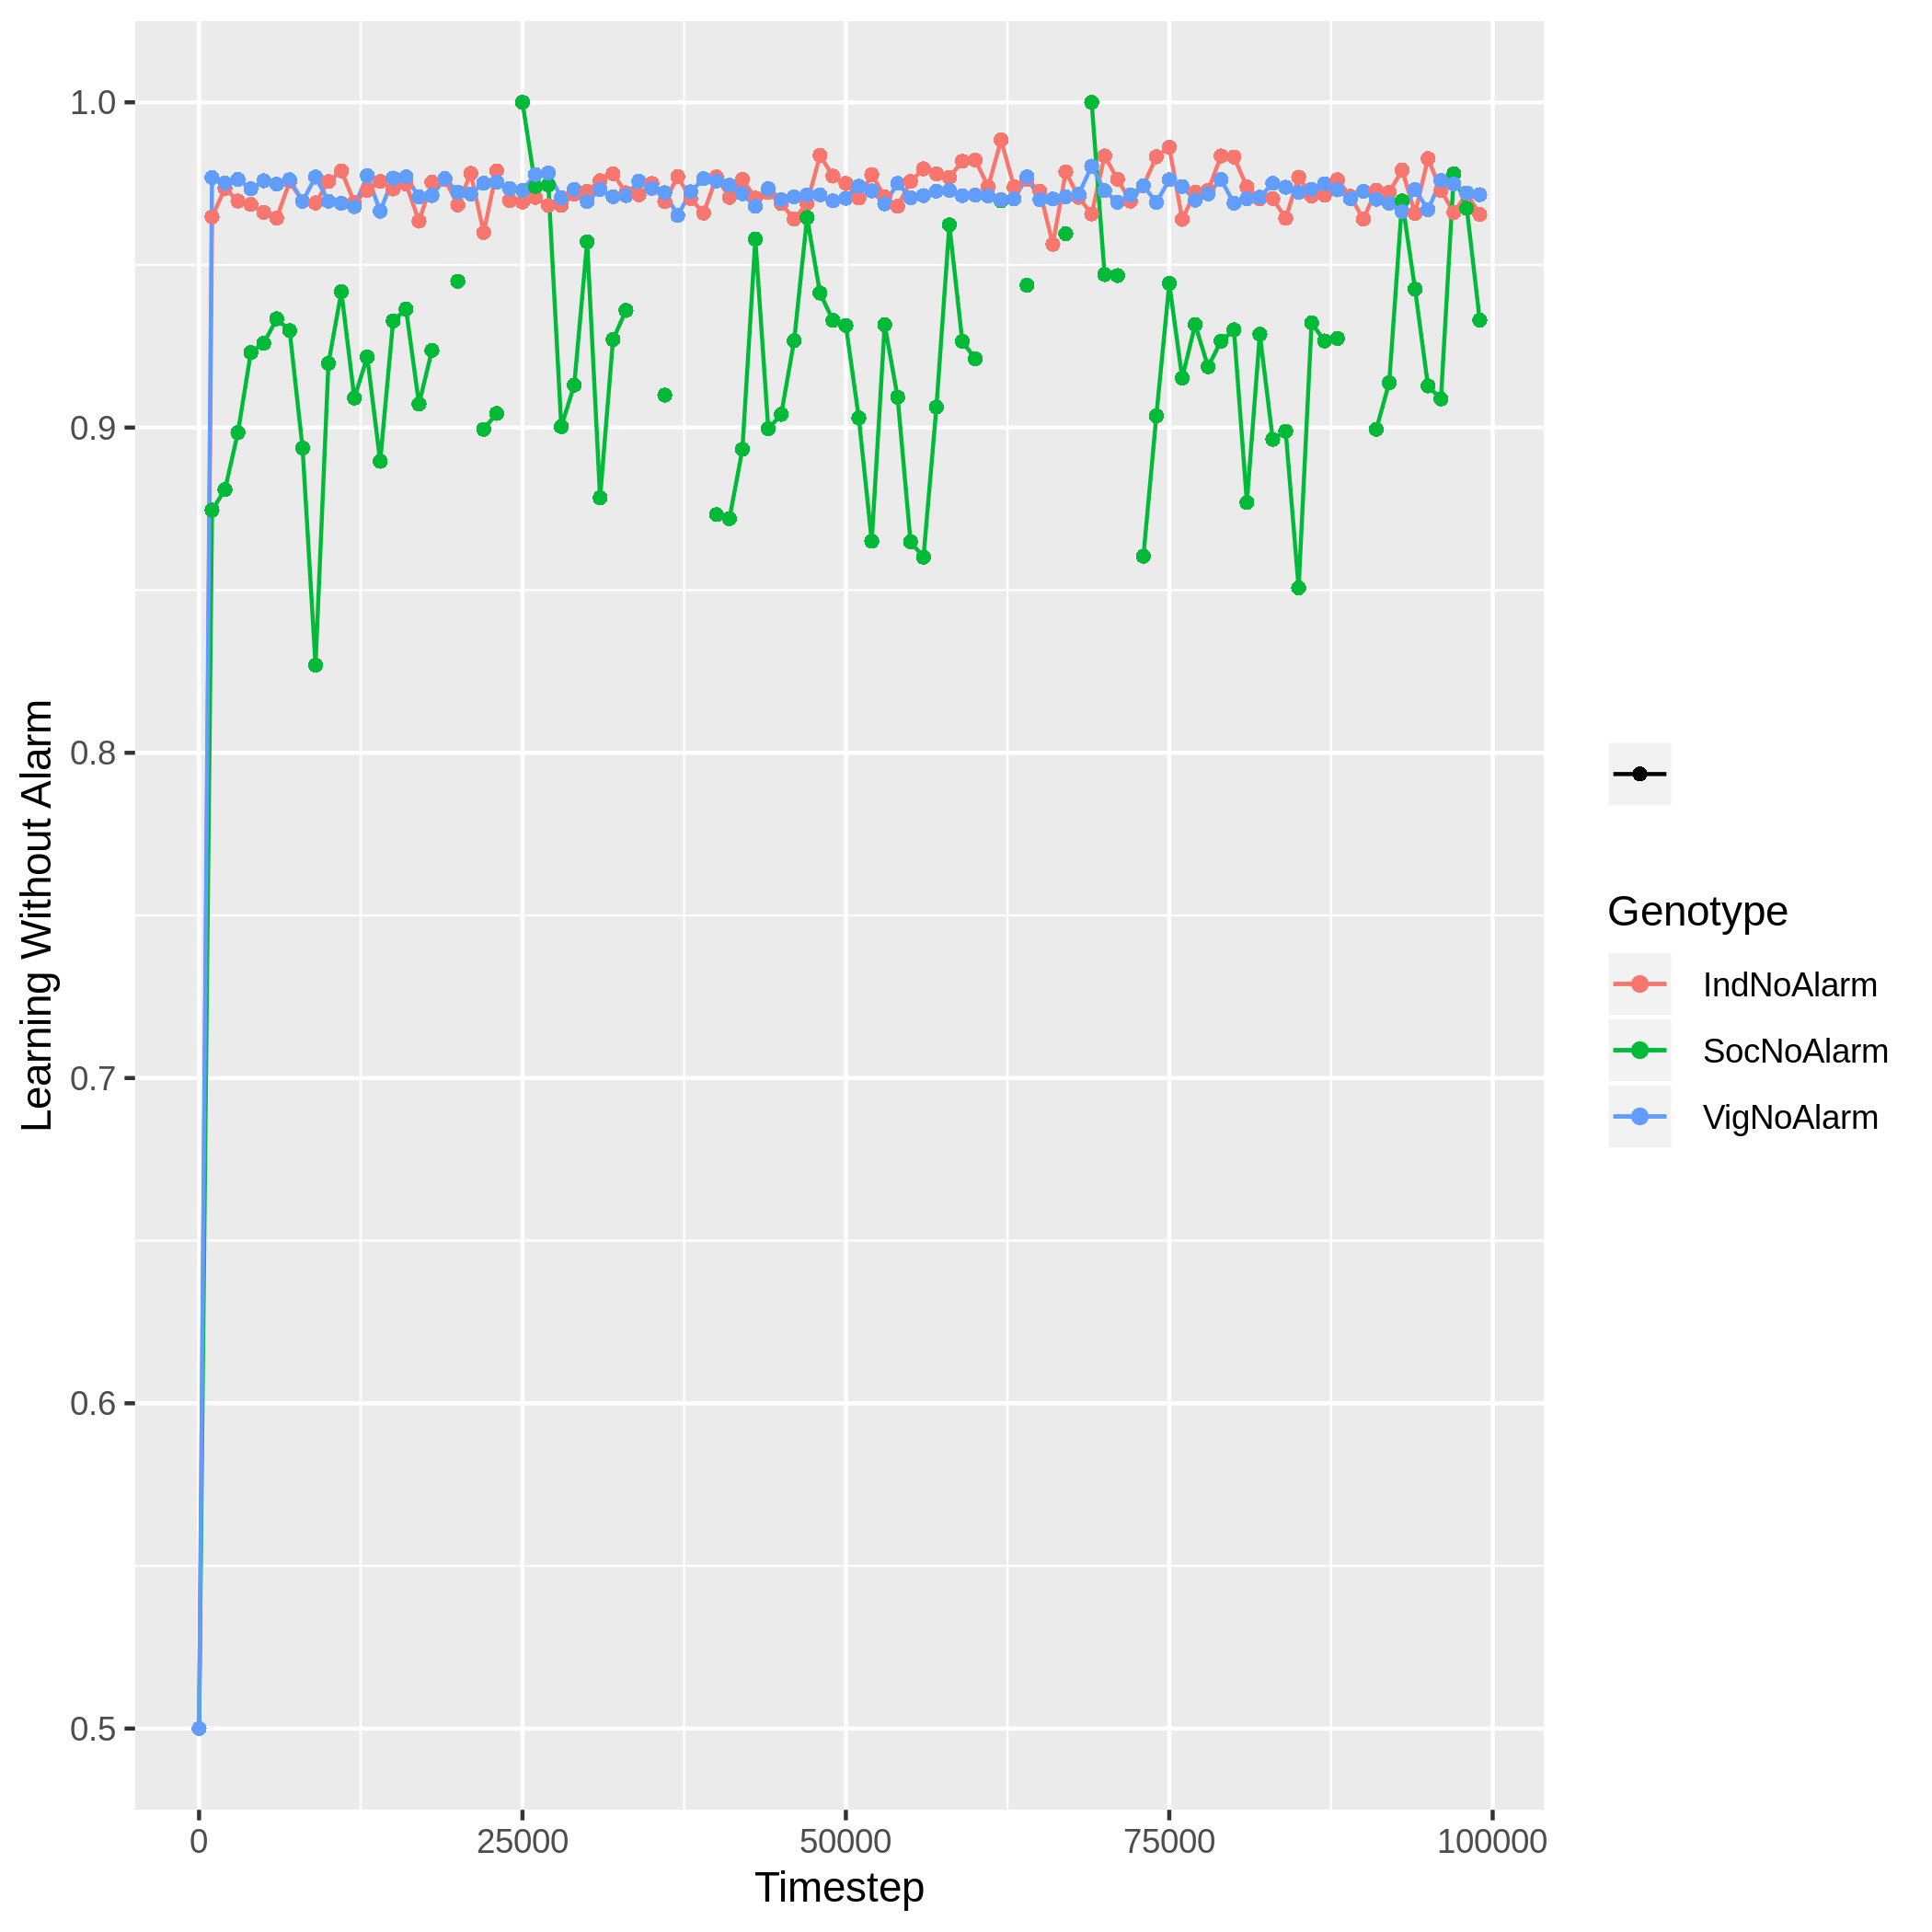 Learning Without Alarm
1.0
0.9
0.8
0.7
0.6
0.5
0
25000
50000
75000
100000
Timestep
Genotype
IndNoAlarm
SocNoAlarm
VigNoAlarm